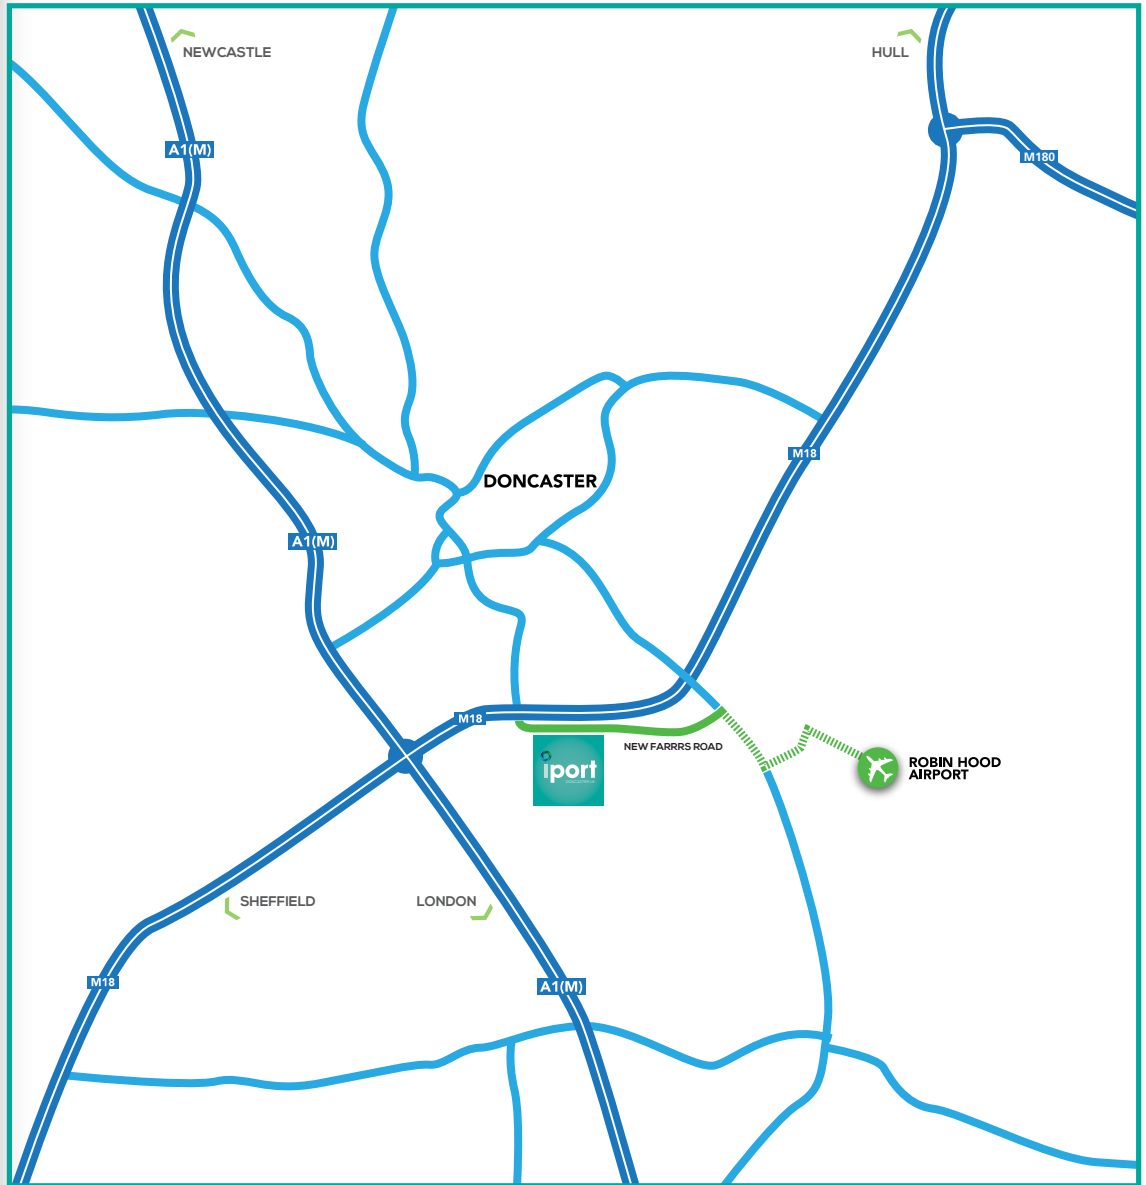 NEWCASTLE
HULL
A1(M)
M180
M18
DONCASTER
A1(M)
M18
NEW FARRRS ROAD
iport
ROBIN HOOD
AIRPORT
SHEFFIELD
LONDON
M18
A1(M)